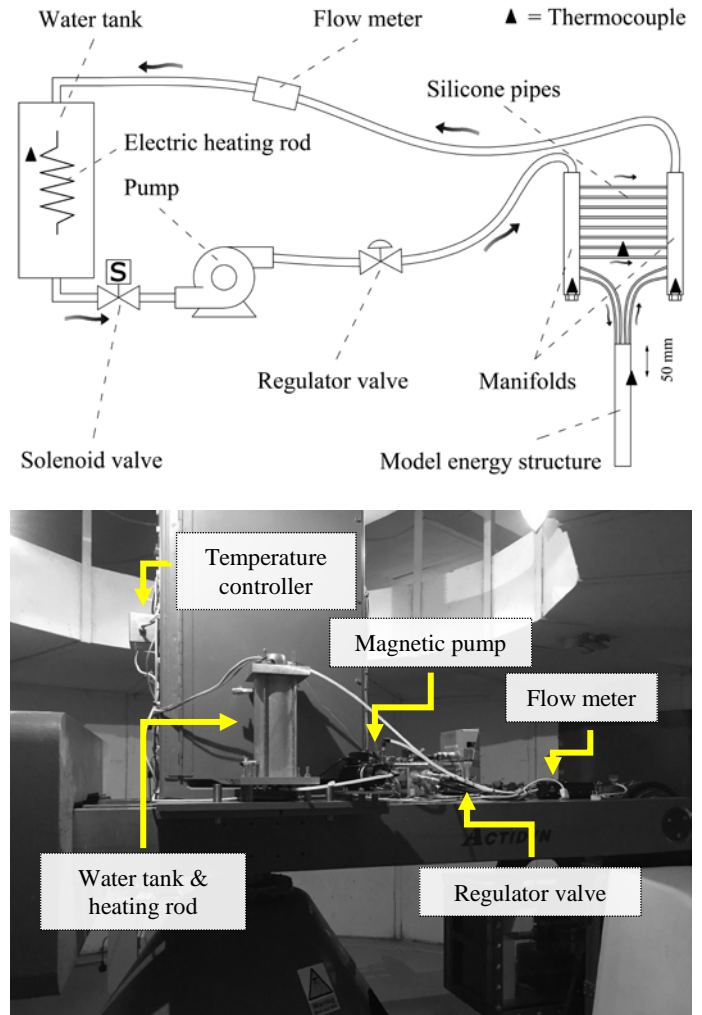 Water tank
Flow meter
▲ = Thermocouple
Silicone pipes
Electric heating rod
Pump
S
50 mm
Regulator valve
Manifolds
Solenoid valve
Model energy structure
Temperature
controller
Magnetic pump
Flow meter
ACTIDYN
Water tank &
heating rod
Regulator valve